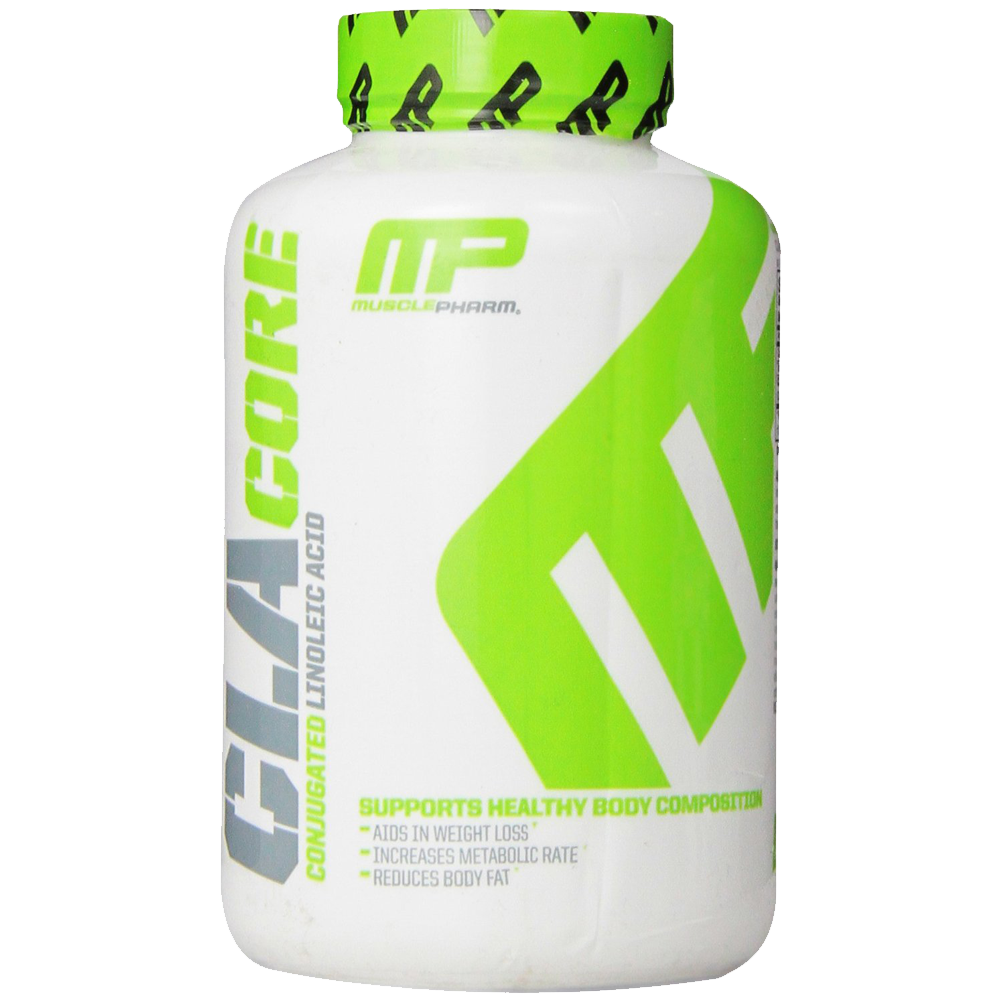 MP
MUSCLEPHARM®
CLA CORE
CONJUGATED LINOLEIC ACID
SUPPORTS HEALTHY BODY COMPOSITION
- AIDS IN WEIGHT LOSS*
- INCREASES METABOLIC RATE*
- REDUCES BODY FAT*